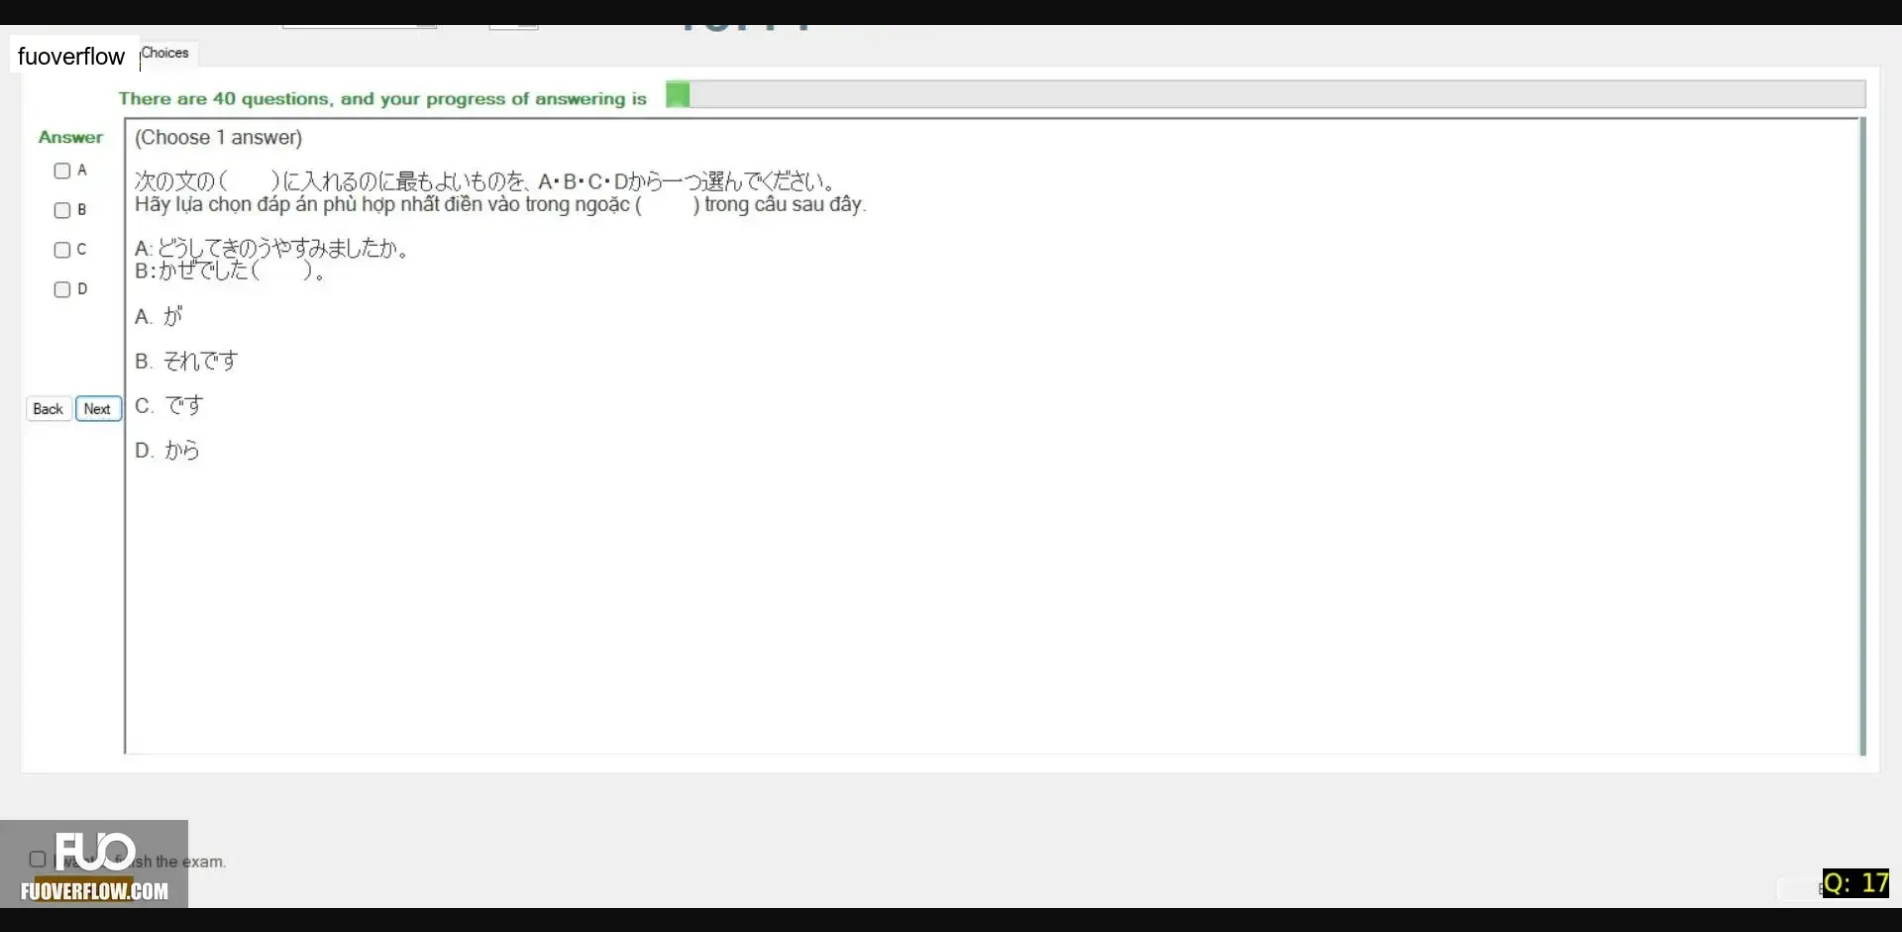 fuoverflow
Choices
There are 40 questions, and your progress of answering is
Answer
(Choose 1 answer)
A
B
C
D
次の文の(　　)に入れるのに最もよいものを、A・B・C・Dから一つ選んでください。
Hãy lựa chọn đáp án phù hợp nhất điền vào trong ngoặc (　　) trong câu sau đây.
A: どうしてきのうやすみましたか。
B:かぜでした(　　)。
A. が
B. それです
C. です
D. から
Back
Next
FUO
finish the exam.
FUOVERFLOW.COM
Q: 17